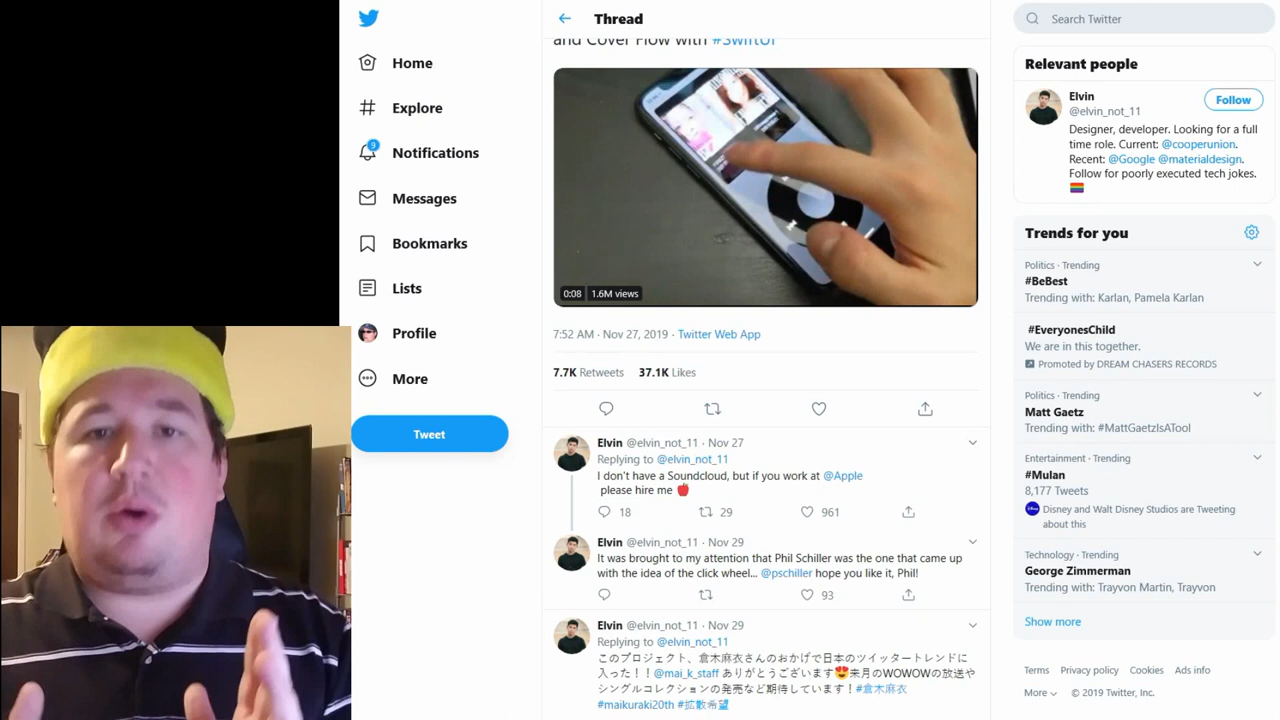 Home
Explore
9
Notifications
Messages
Bookmarks
Lists
Profile
More
Tweet
Thread
and Cover Flow with #SwiftUI
0:08 1.6M views
7:52 AM · Nov 27, 2019 · Twitter Web App
7.7K Retweets 37.1K Likes
Elvin @elvin_not_11 · Nov 27
Replying to @elvin_not_11
I don't have a Soundcloud, but if you work at @Apple
please hire me 🍎
18 29 961
Elvin @elvin_not_11 · Nov 29
It was brought to my attention that Phil Schiller was the one that came up
with the idea of the click wheel... @pschiller hope you like it, Phil!
93
Elvin @elvin_not_11 · Nov 29
Replying to @elvin_not_11
このプロジェクト、倉木麻衣さんのおかげで日本のツイッタートレンドに
入った！！@mai_k_staff ありがとうございます😍来月のWOWOWの放送や
シングルコレクションの発売など期待しています！#倉木麻衣
#maikuraki20th #拡散希望
Search Twitter
Relevant people
Elvin
@elvin_not_11
Follow
Designer, developer. Looking for a full
time role. Current: @cooperunion.
Recent: @Google @materialdesign.
Follow for poorly executed tech jokes.
🏳️‍🌈
Trends for you
Politics · Trending
#BeBest
Trending with: Karlan, Pamela Karlan
#EveryonesChild
We are in this together.
Promoted by DREAM CHASERS RECORDS
Politics · Trending
Matt Gaetz
Trending with: #MattGaetzIsATool
Entertainment · Trending
#Mulan
8,177 Tweets
Disney and Walt Disney Studios are Tweeting
about this
Technology · Trending
George Zimmerman
Trending with: Trayvon Martin, Trayvon
Show more
Terms Privacy policy Cookies Ads info
More © 2019 Twitter, Inc.